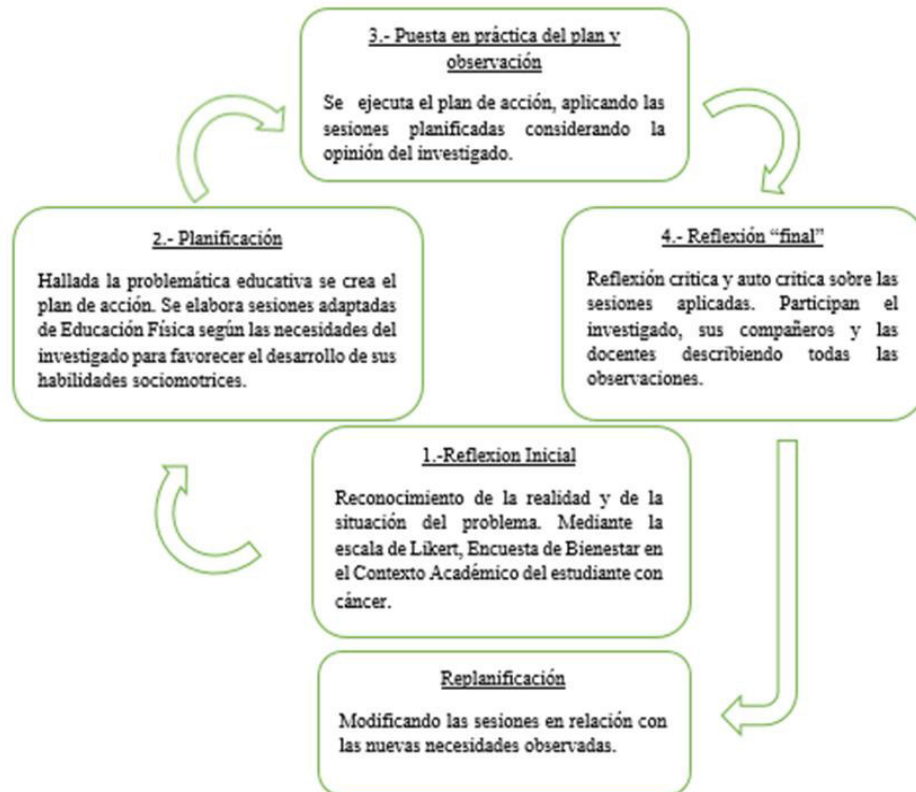 3.- Puesta en práctica del plan y
observación
Se ejecuta el plan de acción, aplicando las
sesiones planificadas considerando la
opinión del investigado.
2.- Planificación
Hallada la problemática educativa se crea el
plan de acción. Se elabora sesiones adaptadas
de Educación Física según las necesidades del
investigado para favorecer el desarrollo de sus
habilidades sociomotrices.
4.- Reflexión “final”
Reflexión critica y auto critica sobre las
sesiones aplicadas. Participan el
investigado, sus compañeros y las
docentes describiendo todas las
observaciones.
1.-Reflexion Inicial
Reconocimiento de la realidad y de la
situación del problema. Mediante la
escala de Likert, Encuesta de Bienestar en
el Contexto Académico del estudiante con
cáncer.
Replanificación
Modificando las sesiones en relación con
las nuevas necesidades observadas.